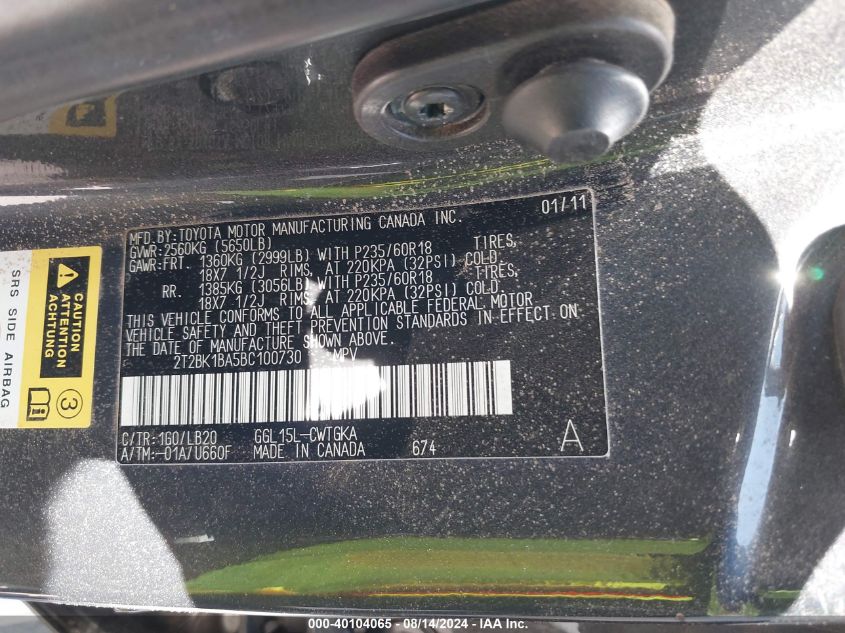 MFD.BY:TOYOTA MOTOR MANUFACTURING CANADA INC. 01/11
GVWR:2560KG (5650LB)
GAWR:FRT. 1360KG (2999LB) WITH P235/60R18 TIRES,
18X7 1/2J RIMS, AT 220KPA (32PSI) COLD.
RR. 1385KG (3056LB) WITH P235/60R18 TIRES,
18X7 1/2J RIMS, AT 220KPA (32PSI) COLD.
THIS VEHICLE CONFORMS TO ALL APPLICABLE FEDERAL MOTOR
VEHICLE SAFETY AND THEFT PREVENTION STANDARDS IN EFFECT ON
THE DATE OF MANUFACTURE SHOWN ABOVE.
2T2BK1BA5BC100730 MPV
C/TR:1G0/LB20 GGL15L-CWTGKA
A/TM:-01A/U660F MADE IN CANADA 674 A
CAUTION
ATTENTION
ACHTUNG
SRS SIDE AIRBAG
3
000-40104065 - 08/14/2024 - IAA Inc.